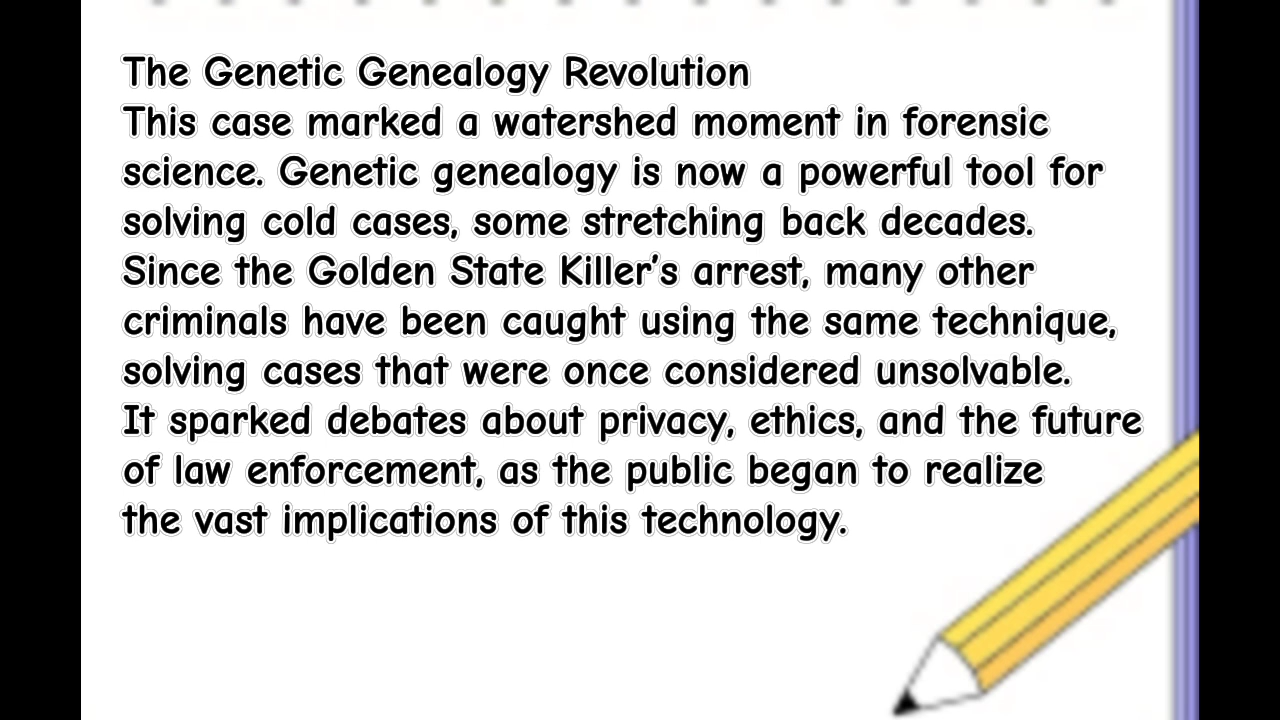 The Genetic Genealogy Revolution
This case marked a watershed moment in forensic
science. Genetic genealogy is now a powerful tool for
solving cold cases, some stretching back decades.
Since the Golden State Killer’s arrest, many other
criminals have been caught using the same technique,
solving cases that were once considered unsolvable.
It sparked debates about privacy, ethics, and the future
of law enforcement, as the public began to realize
the vast implications of this technology.